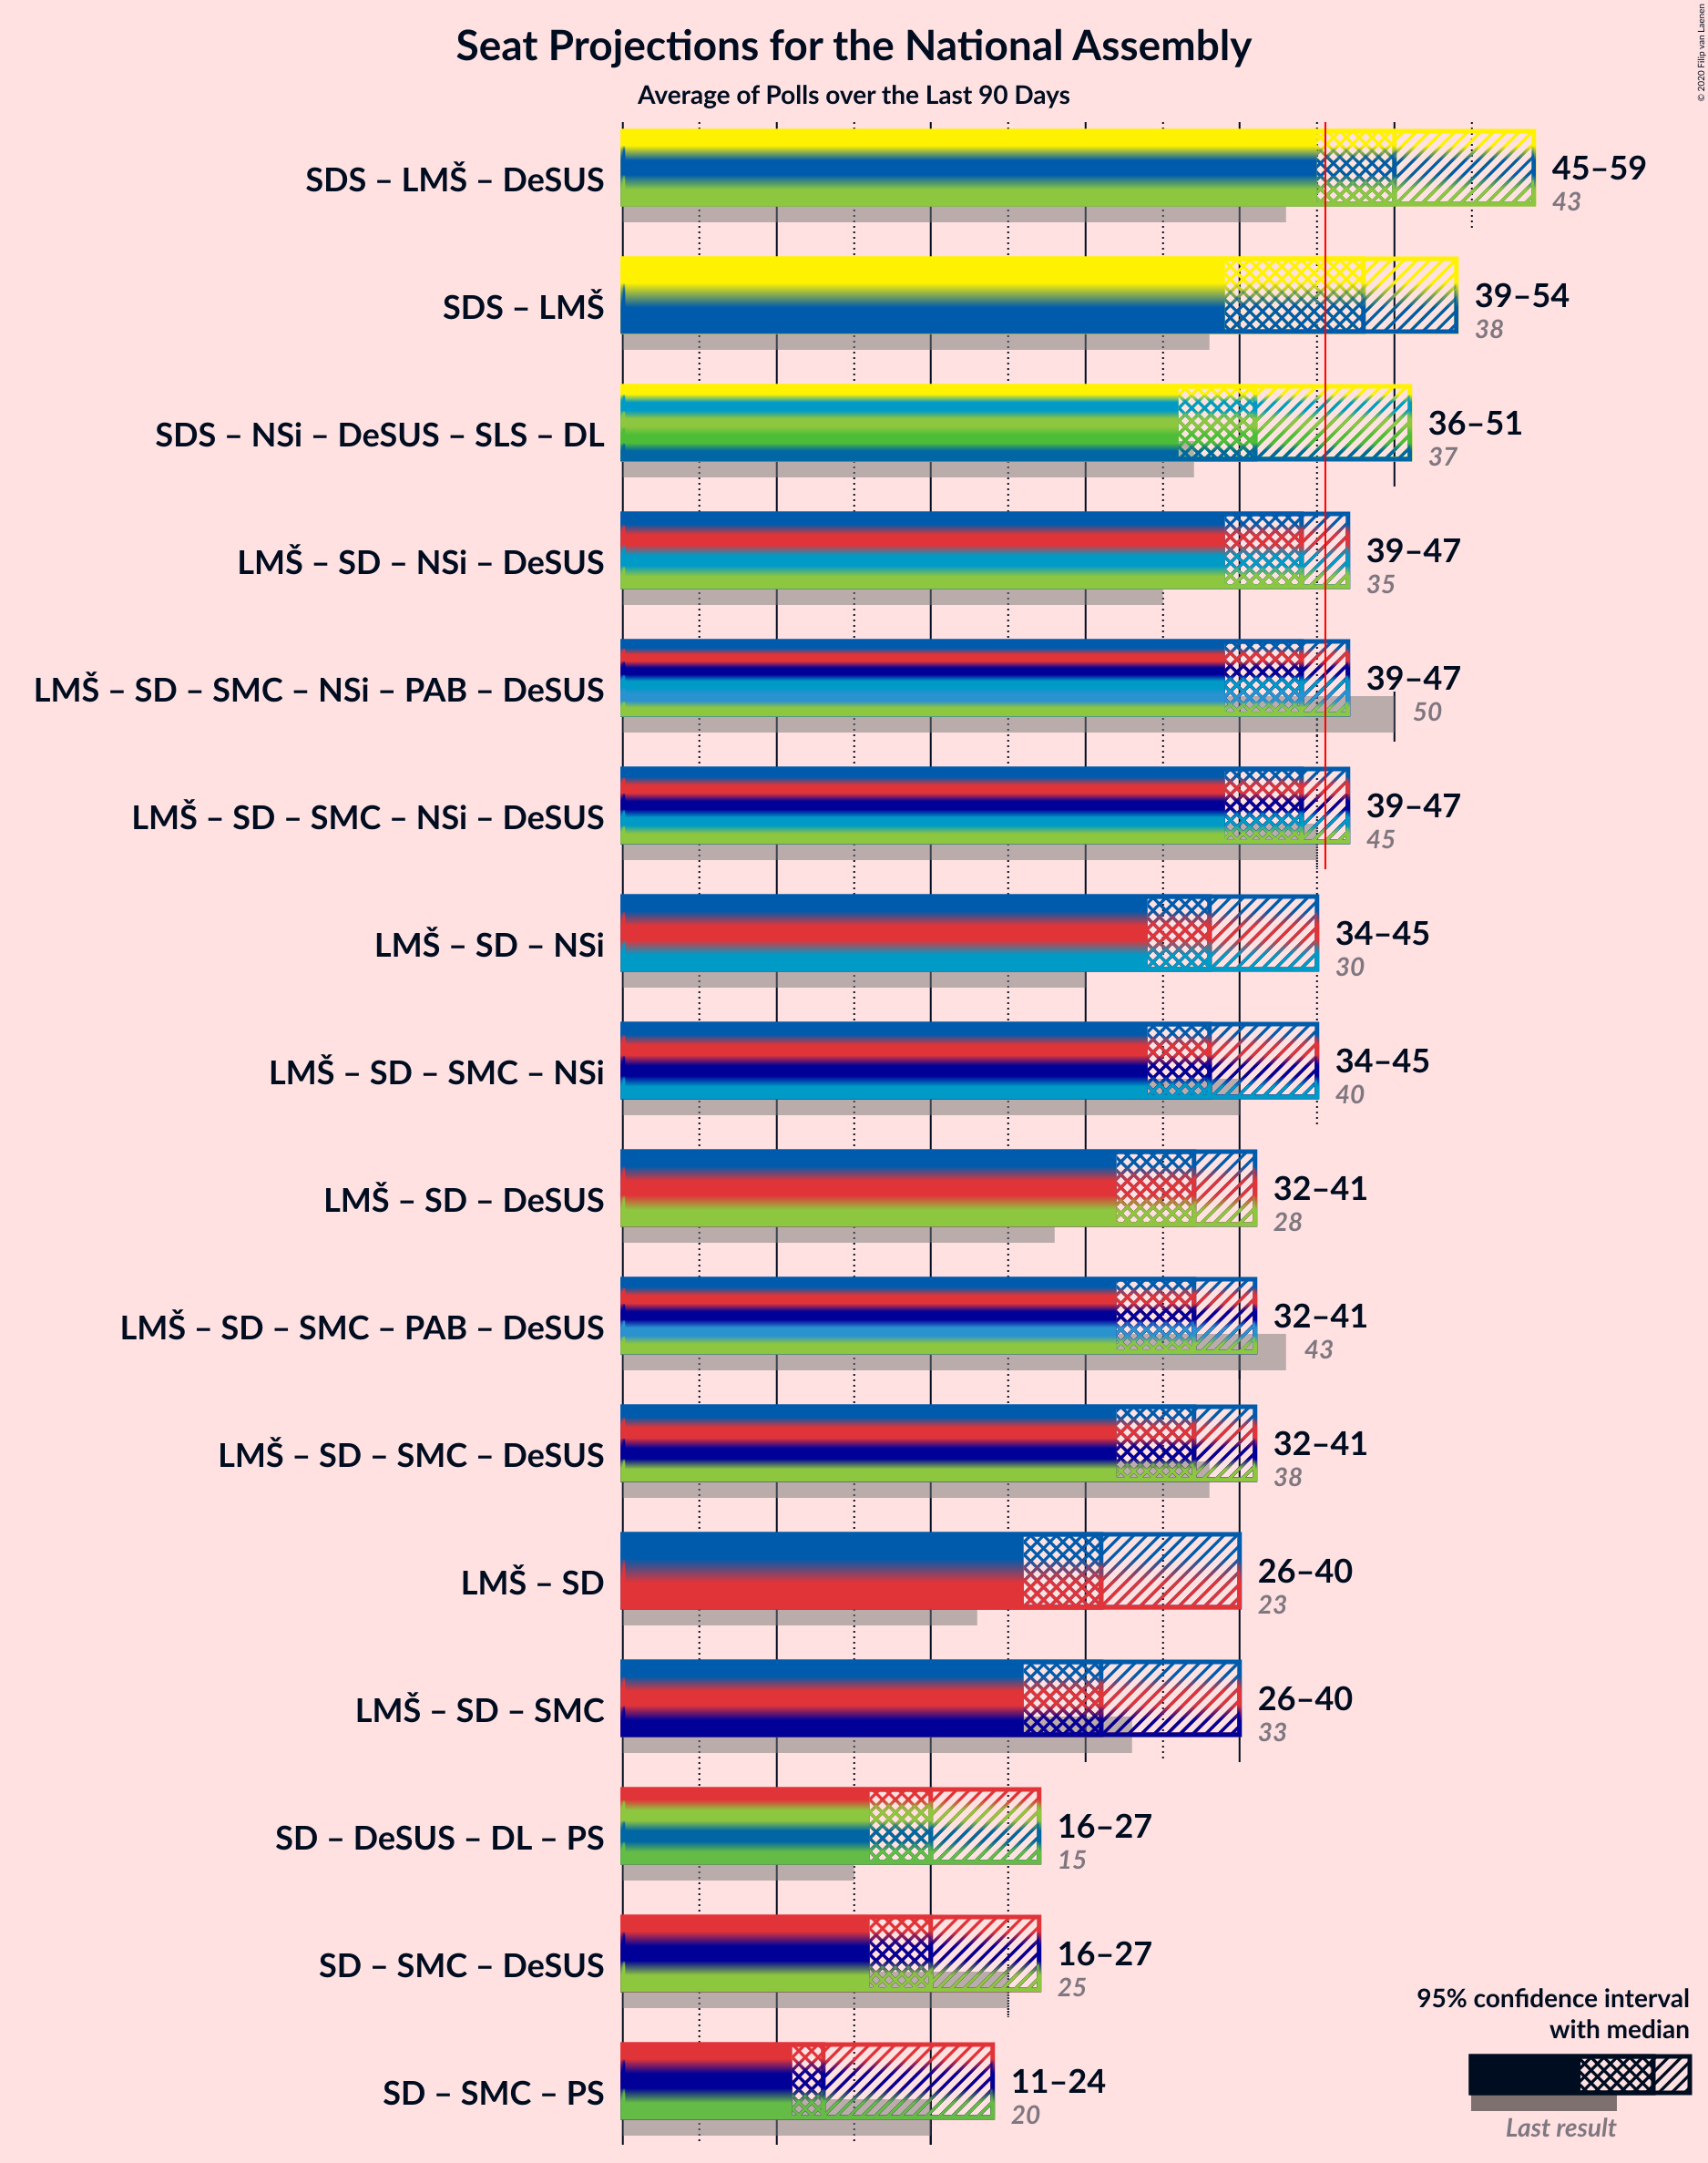 Seat Projections for the National Assembly
Average of Polls over the Last 90 Days
© 2020 Filip van Laenen
SDS – LMŠ – DeSUS
45–59
43
SDS – LMŠ
39–54
38
SDS – NSi – DeSUS – SLS – DL
36–51
37
LMŠ – SD – NSi – DeSUS
39–47
35
LMŠ – SD – SMC – NSi – PAB – DeSUS
39–47
50
LMŠ – SD – SMC – NSi – DeSUS
39–47
45
LMŠ – SD – NSi
34–45
30
LMŠ – SD – SMC – NSi
34–45
40
LMŠ – SD – DeSUS
32–41
28
LMŠ – SD – SMC – PAB – DeSUS
32–41
43
LMŠ – SD – SMC – DeSUS
32–41
38
LMŠ – SD
26–40
23
LMŠ – SD – SMC
26–40
33
SD – DeSUS – DL – PS
16–27
15
SD – SMC – DeSUS
16–27
25
SD – SMC – PS
11–24
20
95% confidence interval
with median
Last result